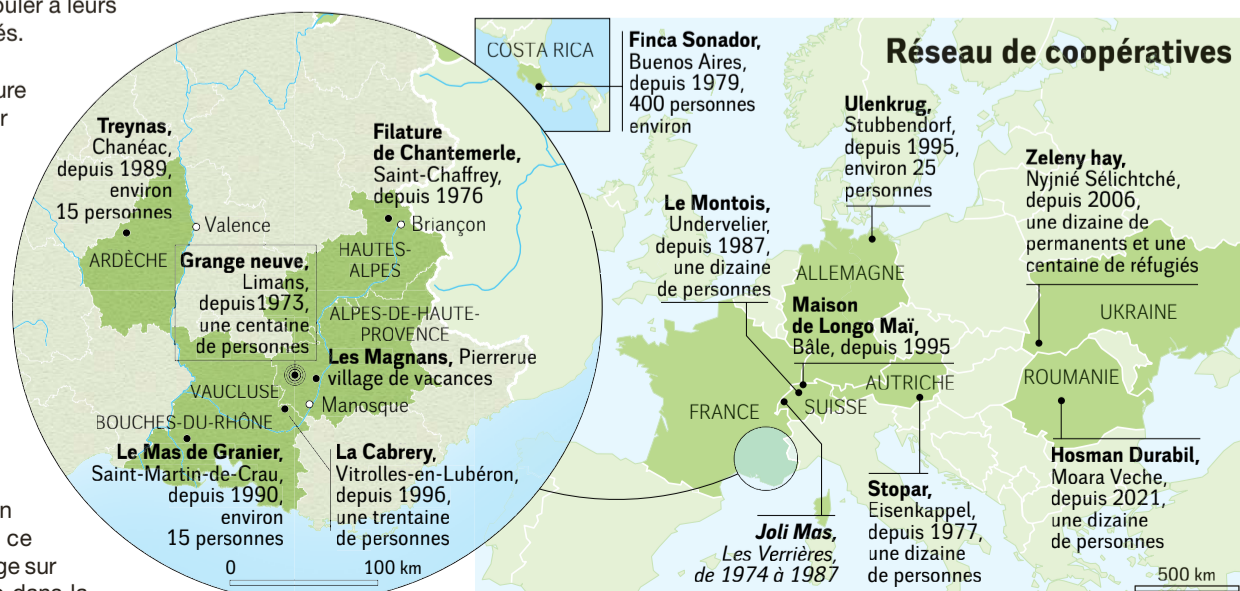 ouler à leurs
és.
ure
r
n
ce
ge sur
Réseau de coopératives
COSTA RICA
Finca Sonador,
Buenos Aires,
depuis 1979,
400 personnes
environ
Treynas,
Chanéac,
depuis 1989,
environ
15 personnes
Filature
de Chantemerle,
Saint-Chaffrey,
depuis 1976
Valence
Briançon
ARDÈCHE
HAUTES-
ALPES
Grange neuve,
Limans,
depuis 1973,
une centaine
de personnes
ALPES-DE-HAUTE-
PROVENCE
Les Magnans, Pierrerue
village de vacances
VAUCLUSE
Manosque
BOUCHES-DU-RHÔNE
Le Mas de Granier,
Saint-Martin-de-Crau,
depuis 1990,
environ
15 personnes
La Cabrery,
Vitrolles-en-Lubéron,
depuis 1996,
une trentaine
de personnes
0 100 km
Ulenkrug,
Stubbendorf,
depuis 1995,
environ 25
personnes
Zeleny hay,
Nyjnié Sélichtché,
depuis 2006,
une dizaine de
permanents et une
centaine de réfugiés
Le Montois,
Undervelier,
depuis 1987,
une dizaine
de personnes
ALLEMAGNE
Maison
de Longo Maï,
Bâle, depuis 1995
UKRAINE
ROUMANIE
AUTRICHE
SUISSE
FRANCE
Joli Mas,
Les Verrières,
de 1974 à 1987
Stopar,
Eisenkappel,
depuis 1977,
une dizaine
de personnes
Hosman Durabil,
Moara Veche,
depuis 2021,
une dizaine
de personnes
500 km